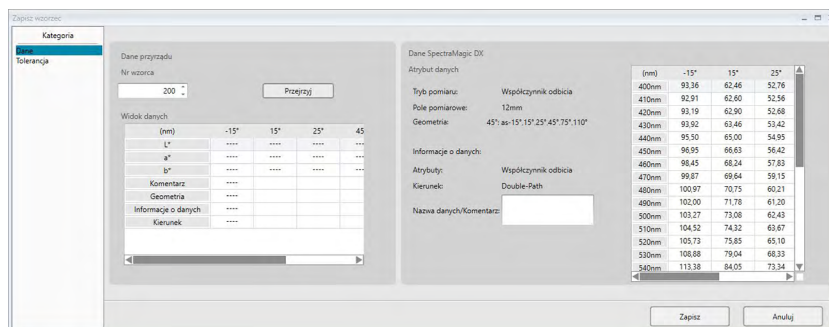 Zapisz wzorzec
Kategoria
Dane
Tolerancja
Dane przyrządu
Nr wzorca
200
Przejrzyj
Widok danych
(nm) -15° 15° 25° 45
L* ---- ---- ---- ---
a* ---- ---- ---- ---
b* ---- ---- ---- ---
Komentarz ----
Geometria ----
Informacje o danych ----
Kierunek ----
Dane SpectraMagic DX
Atrybut danych
Tryb pomiaru: Współczynnik odbicia
Pole pomiarowe: 12mm
Geometria: 45°: as-15°.15°.25°.45°.75°.110°
Informacje o danych:
Atrybuty: Współczynnik odbicia
Kierunek: Double-Path
Nazwa danych/Komentarz:
(nm) -15° 15° 25°
400nm 93,36 62,46 52,76
410nm 92,91 62,60 52,56
420nm 93,19 62,90 52,68
430nm 93,92 63,46 53,42
440nm 95,50 65,00 54,95
450nm 96,95 66,63 56,42
460nm 98,45 68,24 57,83
470nm 99,87 69,64 59,15
480nm 100,97 70,75 60,21
490nm 102,00 71,78 61,20
500nm 103,27 73,08 62,43
510nm 104,52 74,32 63,67
520nm 105,73 75,85 65,10
530nm 108,88 79,04 68,33
540nm 113,38 84,05 73,34
Zapisz
Anuluj